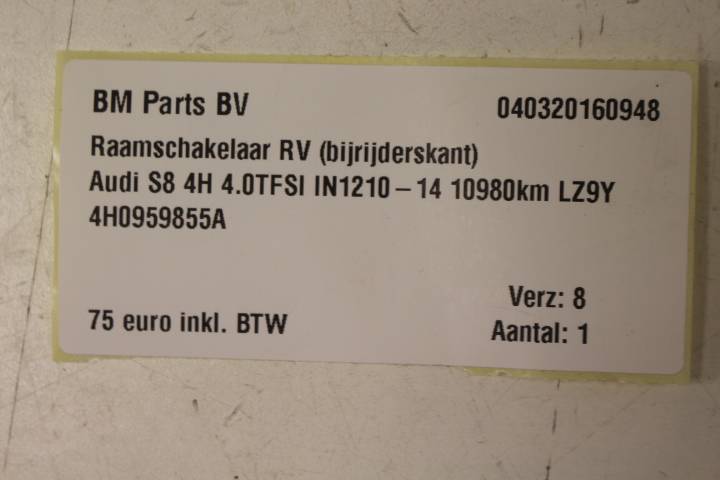 BM Parts BV 040320160948
Raamschakelaar RV (bijrijderskant)
Audi S8 4H 4.0TFSI IN1210 – 14 10980km LZ9Y
4H0959855A
Verz: 8
75 euro inkl. BTW Aantal: 1